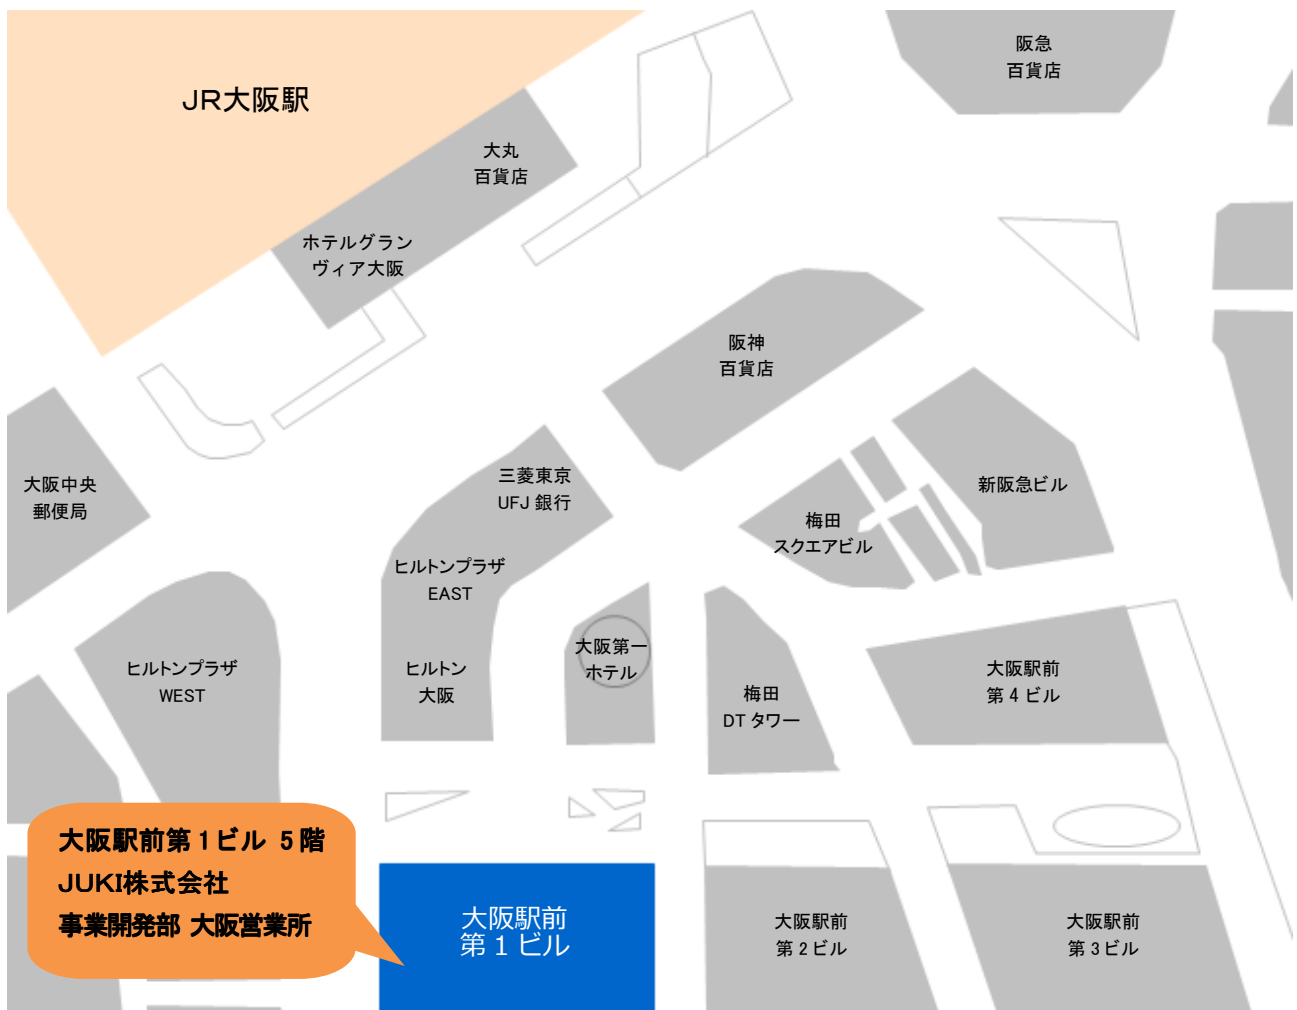 JR大阪駅
阪急
百貨店
大丸
百貨店
ホテルグラン
ヴィア大阪
阪神
百貨店
大阪中央
郵便局
三菱東京
UFJ 銀行
新阪急ビル
梅田
スクエアビル
ヒルトンプラザ
EAST
ヒルトンプラザ
WEST
ヒルトン
大阪
大阪第一
ホテル
梅田
DT タワー
大阪駅前
第 4 ビル
大阪駅前第 1 ビル 5 階
JUKI株式会社
事業開発部 大阪営業所
大阪駅前
第 1 ビル
大阪駅前
第 2 ビル
大阪駅前
第 3 ビル